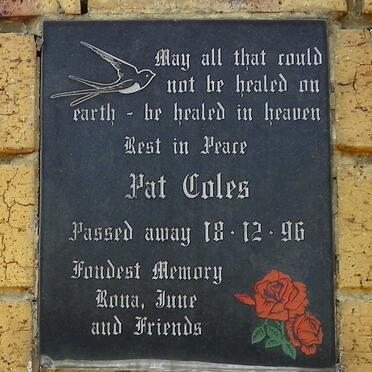 May all that could
not be healed on
earth - be healed in heaven
Rest in Peace
Pat Coles
Passed away 18·12·96
Fondest Memory
Rona, June
and Friends